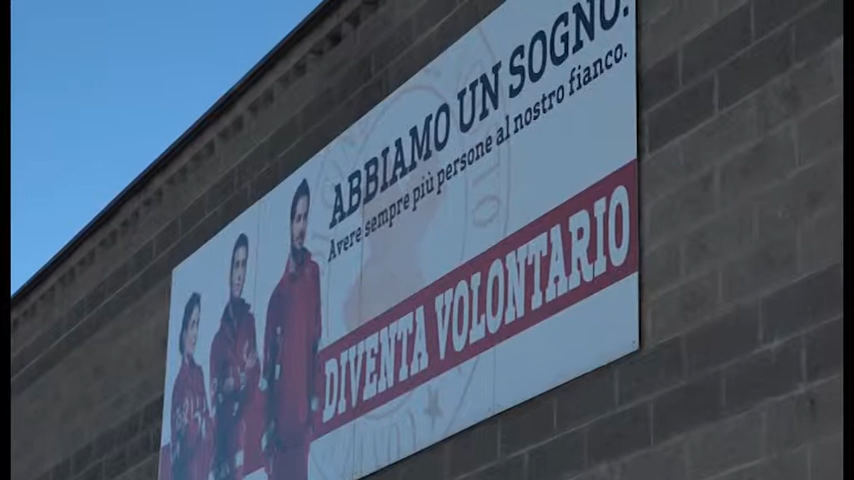 ABBIAMO UN SOGNO:
Avere sempre più persone al nostro fianco.
DIVENTA VOLONTARIO